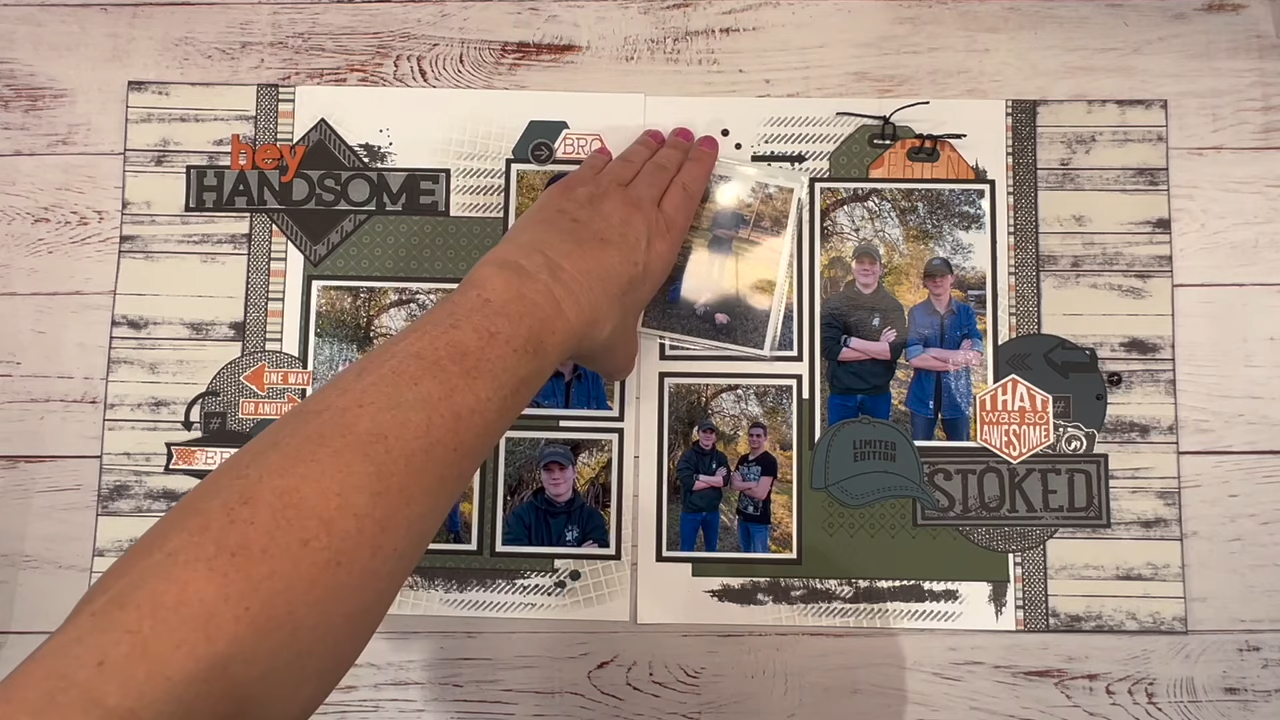 hey
HANDSOME
BRO
ONE WAY
OR ANOTHER
#
LIMITED
EDITION
THAT
WAS SO
AWESOME
#
STOKED